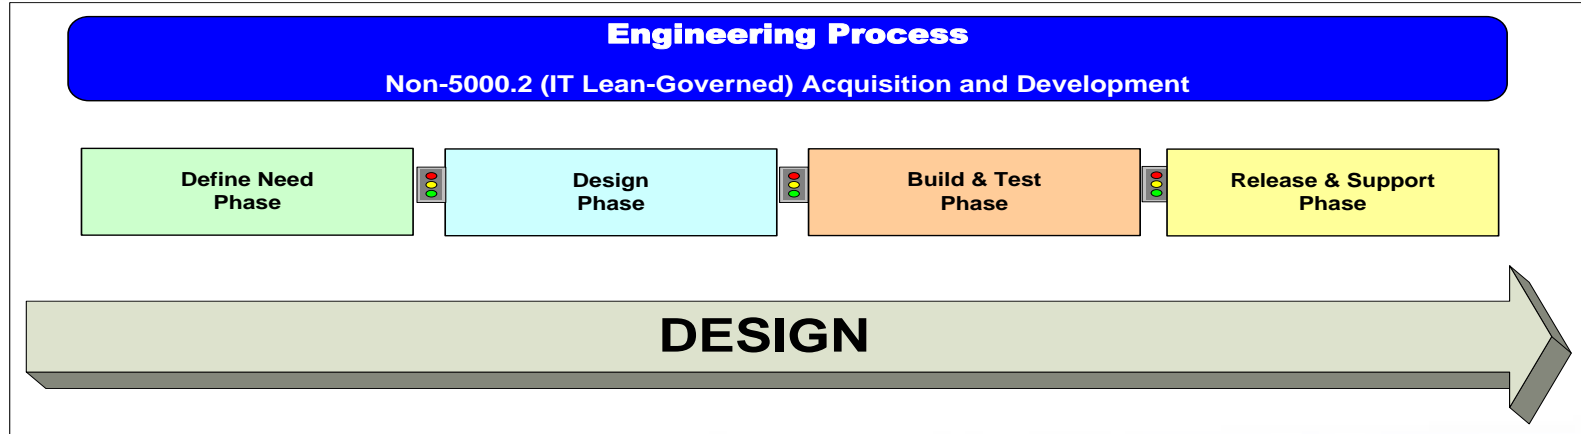 Engineering Process
Non-5000.2 (IT Lean-Governed) Acquisition and Development
Define Need
Phase
Design
Phase
Build & Test
Phase
Release & Support
Phase
DESIGN